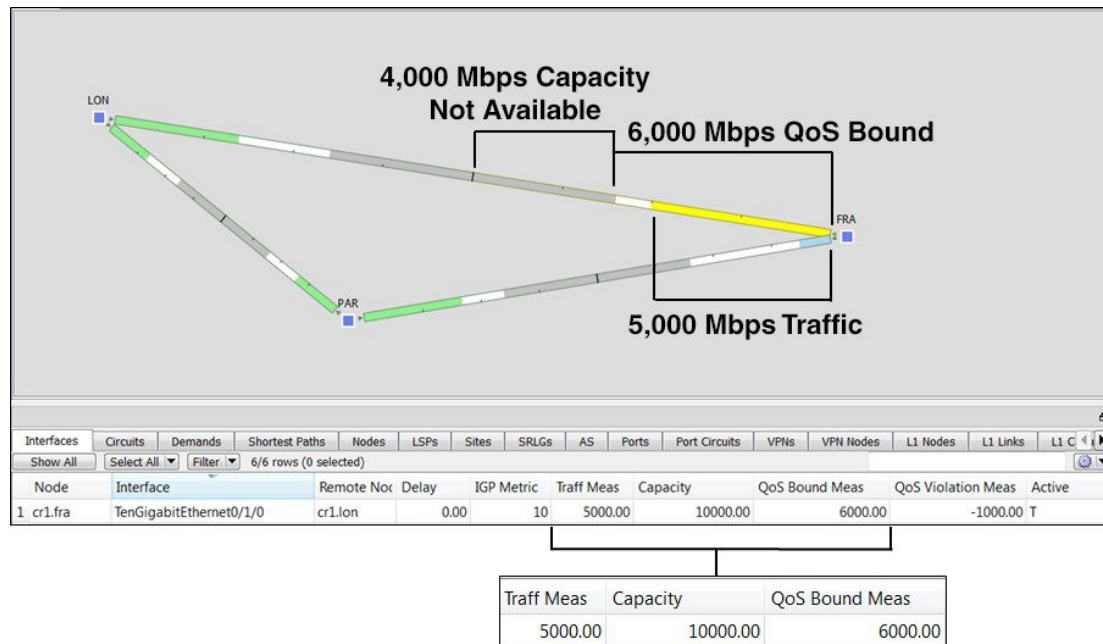 4,000 Mbps Capacity
Not Available
6,000 Mbps QoS Bound
LON
FRA
PAR
5,000 Mbps Traffic
Interfaces Circuits Demands Shortest Paths Nodes LSPs Sites SRLGs AS Ports Port Circuits VPNs VPN Nodes L1 Nodes L1 Links L1 C
Show All Select All Filter 6/6 rows (0 selected)
Node Interface Remote Noc Delay IGP Metric Traff Meas Capacity QoS Bound Meas QoS Violation Meas Active
1 cr1.fra TenGigabitEthernet0/1/0 cr1.lon 0.00 10 5000.00 10000.00 6000.00 -1000.00 T
Traff Meas Capacity QoS Bound Meas
5000.00 10000.00 6000.00